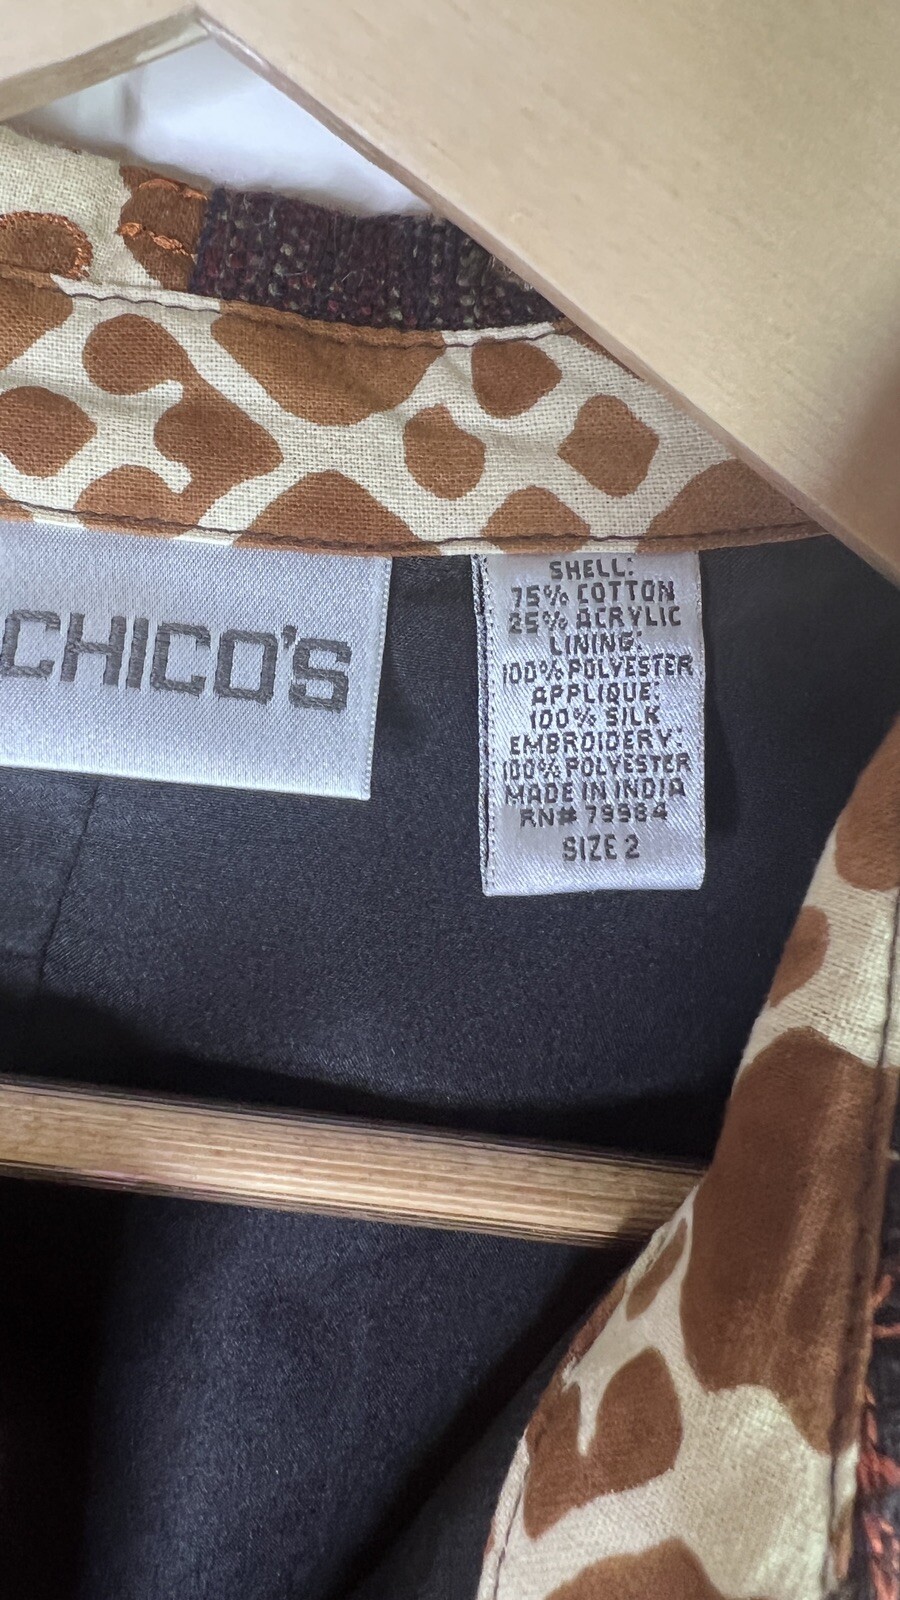 CHICO'S
SHELL:
75% COTTON
25% ACRYLIC
LINING:
100% POLYESTER
APPLIQUE:
100% SILK
EMBROIDERY:
100% POLYESTER
MADE IN INDIA
RN# 79984
SIZE 2